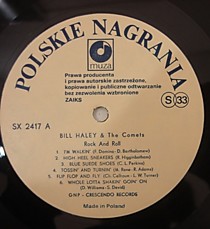 POLSKIE NAGRANIA
muza
Prawa producenta
i prawa autorskie zastrzeżone,
kopiowanie i publiczne odtwarzanie
bez zezwolenia wzbronione
ZAIKS
S 33
SX 2417 A
BILL HALEY & The Comets
Rock And Roll
1. I'M WALKIN' (F. Domino - D. Bartholomew)
2. HIGH HEEL SNEAKERS (R. Higginbotham)
3. BLUE SUEDE SHOES (C. L. Perkins)
4. TOSSIN' AND TURNIN' (M. Rene - R. Adams)
5. FLIP FLOP AND FLY (Ch. Calhoun - L. W. Turner)
6. WHOLE LOTTA SHAKIN' GOIN' ON
(D. Williams - S. David)
GNP - CRESCENDO RECORDS
Made in Poland